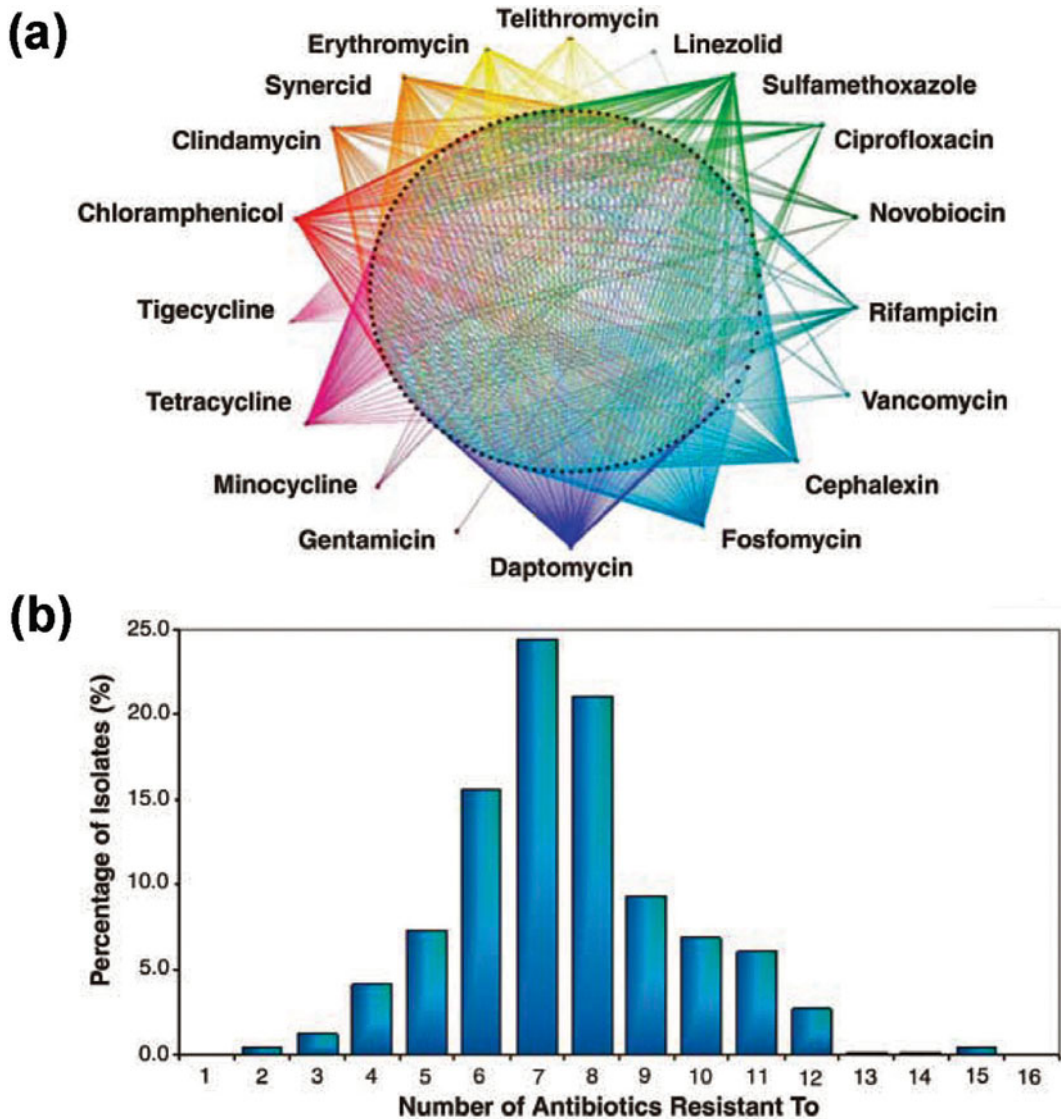 (a)
Telithromycin
Erythromycin
Linezolid
Synercid
Sulfamethoxazole
Clindamycin
Ciprofloxacin
Chloramphenicol
Novobiocin
Tigecycline
Rifampicin
Tetracycline
Vancomycin
Minocycline
Cephalexin
Gentamicin
Fosfomycin
Daptomycin
(b)
Percentage of Isolates (%)
25.0
20.0
15.0
10.0
5.0
0.0
1 2 3 4 5 6 7 8 9 10 11 12 13 14 15 16
Number of Antibiotics Resistant To